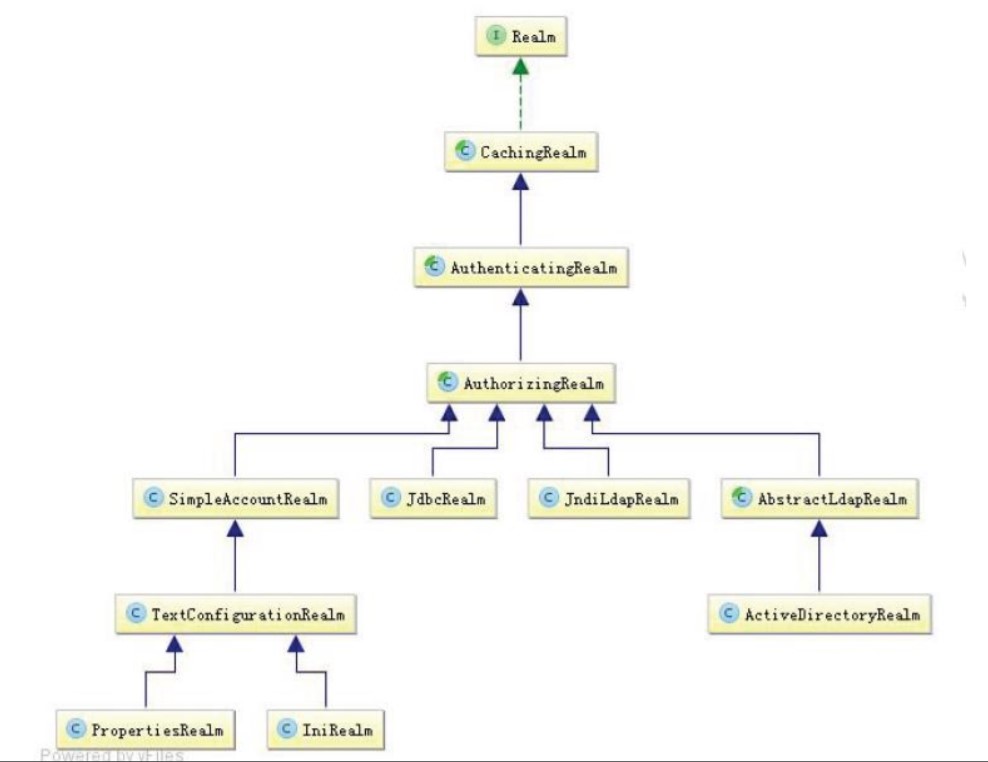 I Realm
C CachingRealm
C AuthenticatingRealm
C AuthorizingRealm
C SimpleAccountRealm
C JdbcRealm
C JndiLdapRealm
C AbstractLdapRealm
C TextConfigurationRealm
C ActiveDirectoryRealm
C PropertiesRealm
C IniRealm
Powered by yFiles